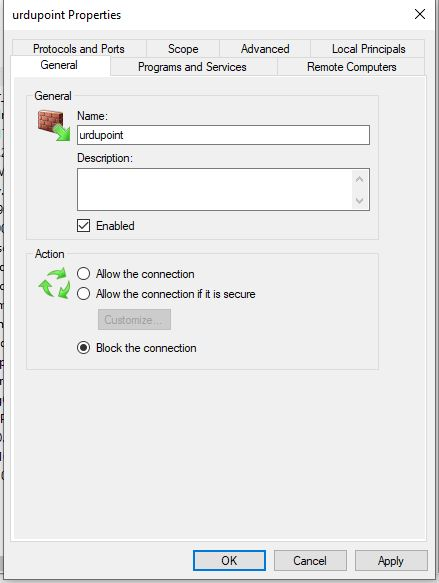 urdupoint Properties
Protocols and Ports Scope Advanced Local Principals
General Programs and Services Remote Computers
General
Name:
urdupoint
Description:
Enabled
Action
Allow the connection
Allow the connection if it is secure
Customize...
Block the connection
OK Cancel Apply